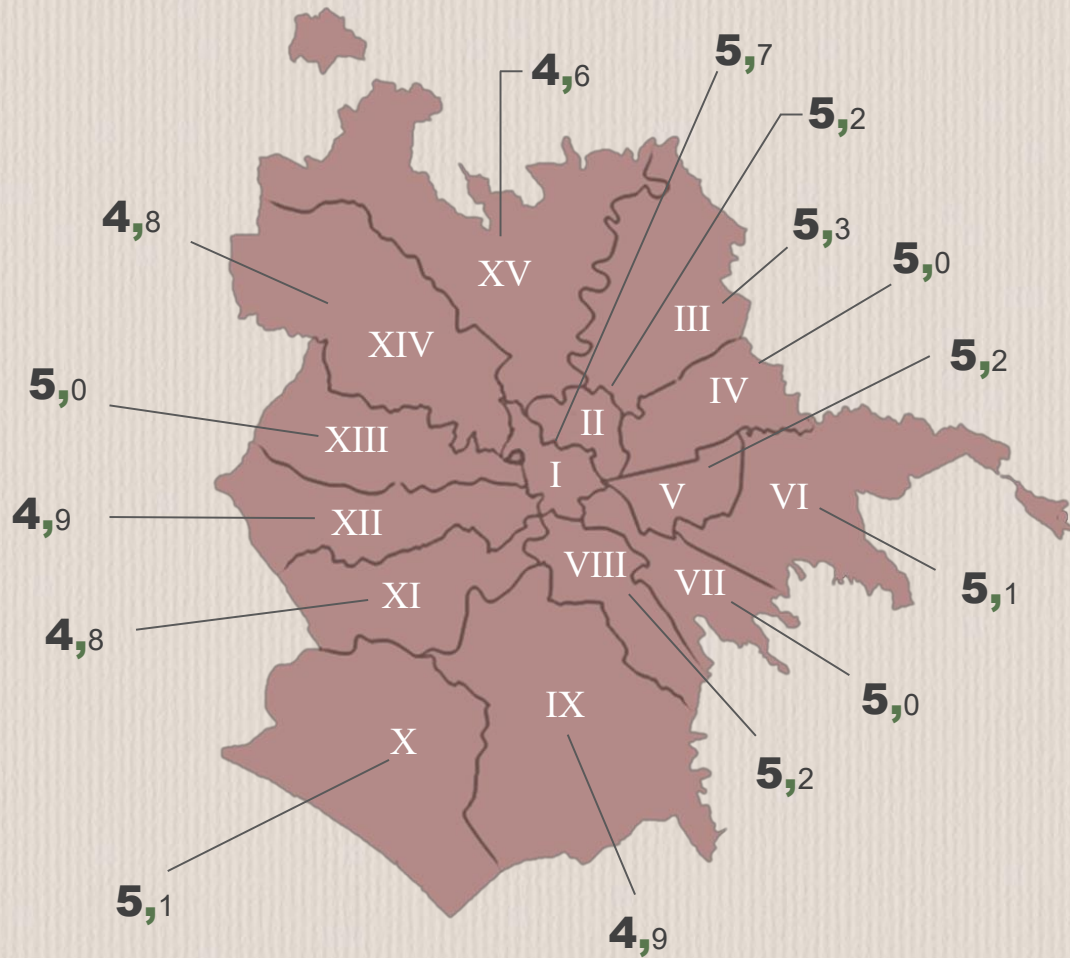 5,7
4,6
5,2
4,8
5,3
5,0
XV
III
XIV
5,2
5,0
IV
II
XIII
I
V
VI
4,9
XII
VIII
VII
5,1
XI
4,8
5,0
IX
X
5,2
5,1
4,9